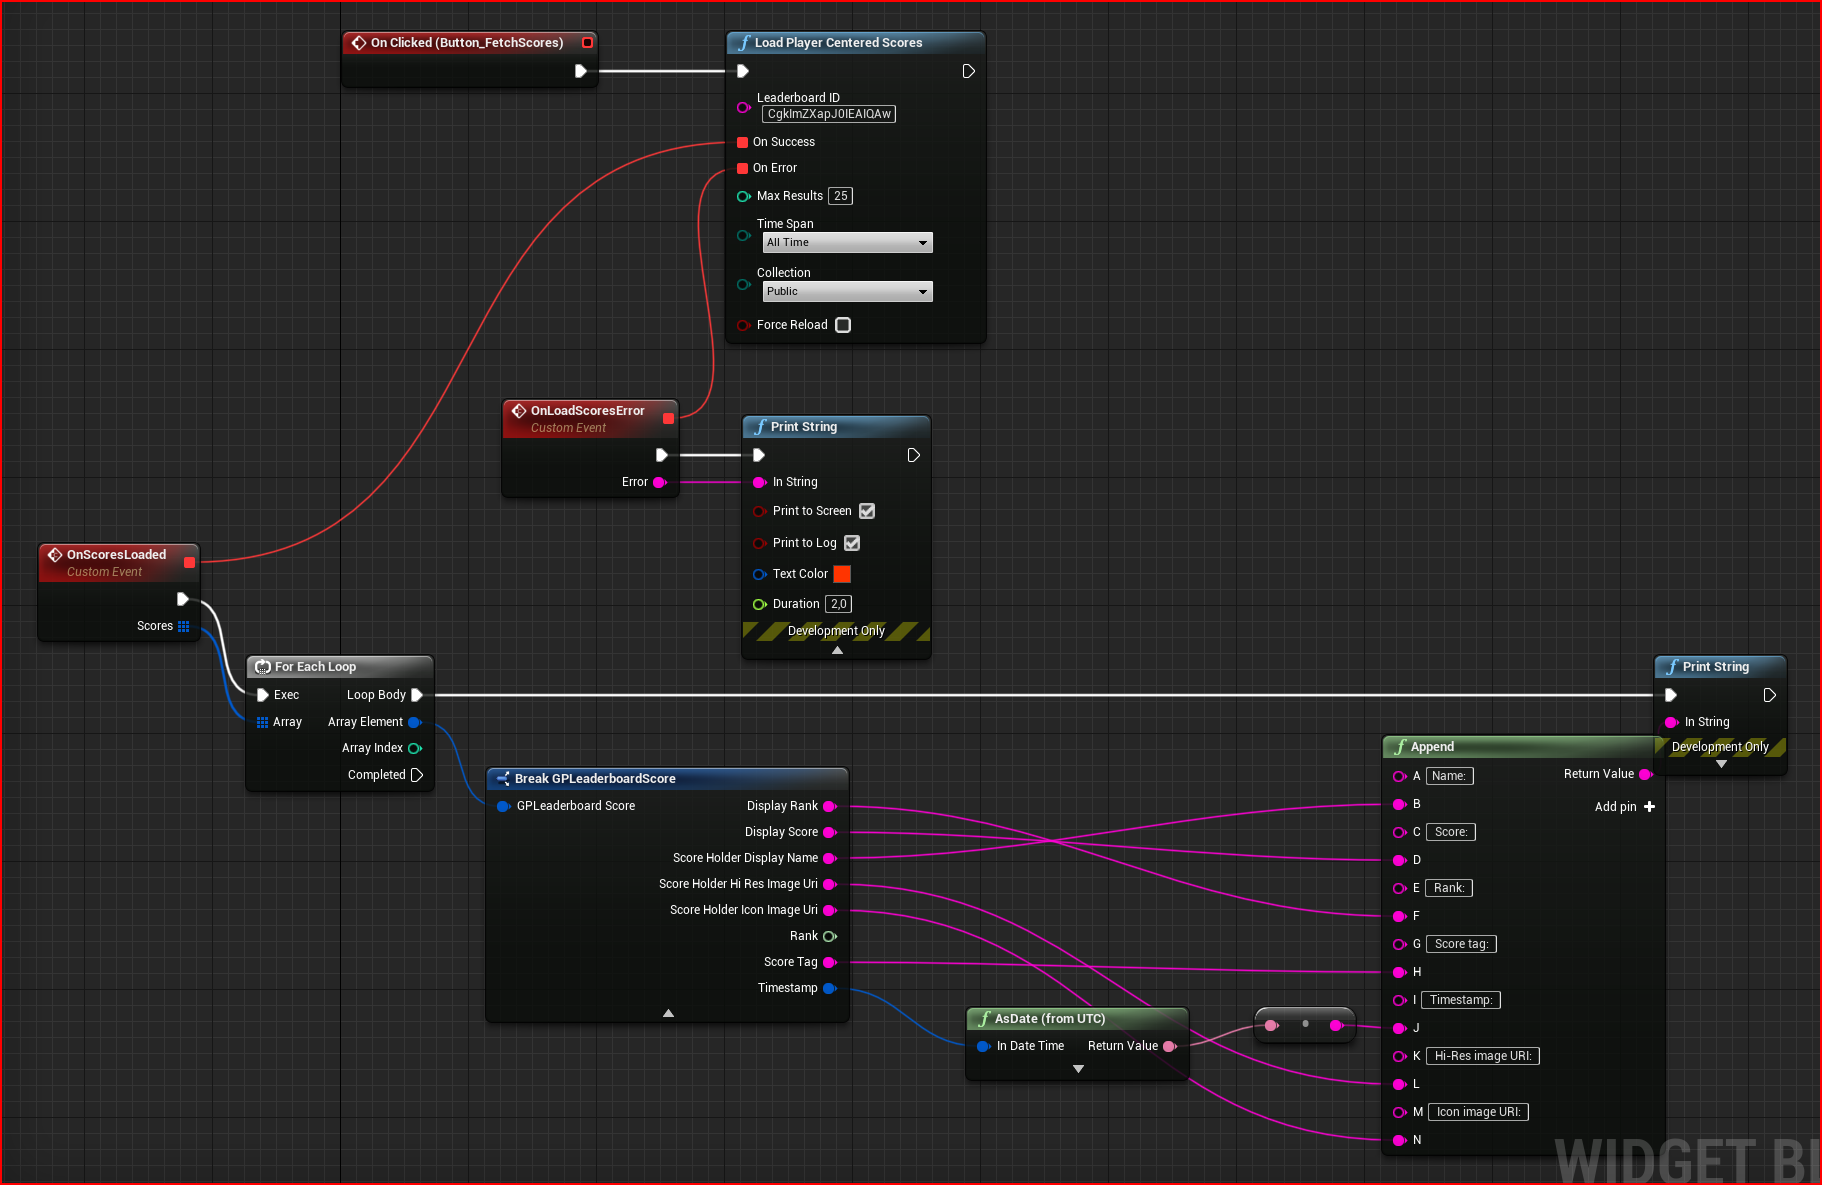 On Clicked (Button_FetchScores)
Load Player Centered Scores
Leaderboard ID
CgkImZXapJ0IEAIQAw
On Success
On Error
Max Results 25
Time Span
All Time
Collection
Public
Force Reload
OnLoadScoresError
Custom Event
Error
Print String
In String
Print to Screen
Print to Log
Text Color
Duration 2,0
Development Only
OnScoresLoaded
Custom Event
Scores
For Each Loop
Exec Loop Body
Array Array Element
Array Index
Completed
Break GPLeaderboardScore
GPLeaderboard Score Display Rank
Display Score
Score Holder Display Name
Score Holder Hi Res Image Uri
Score Holder Icon Image Uri
Rank
Score Tag
Timestamp
AsDate (from UTC)
In Date Time Return Value
Print String
In String
Development Only
Append
A Name: Return Value
B Add pin
C Score:
D
E Rank:
F
G Score tag:
H
I Timestamp:
J
K Hi-Res image URI:
L
M Icon image URI:
N
WIDGET BL